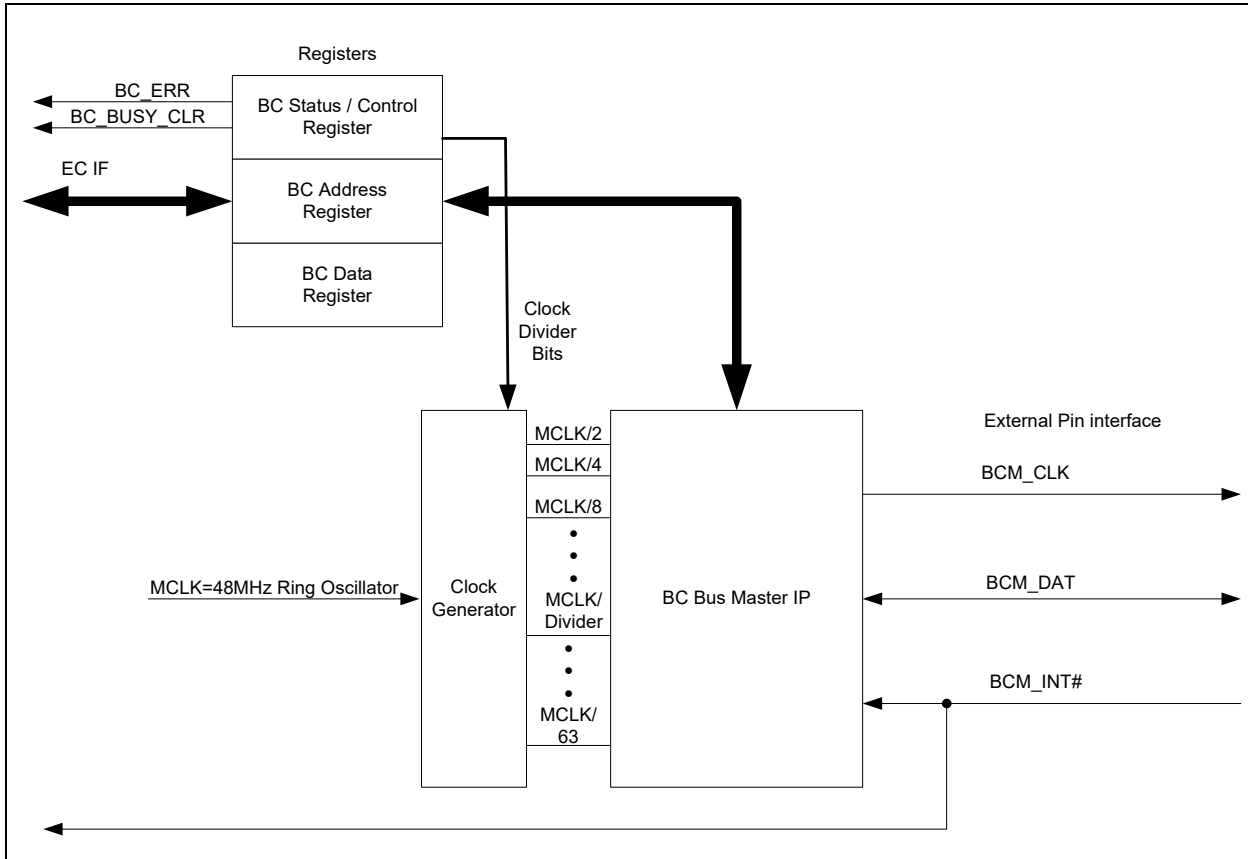 Registers
BC_ERR
BC_BUSY_CLR
BC Status / Control
Register
EC IF
BC Address
Register
BC Data
Register
Clock
Divider
Bits
MCLK/2
MCLK/4
MCLK/8
MCLK/
Divider
MCLK/
63
MCLK=48MHz Ring Oscillator
Clock
Generator
BC Bus Master IP
External Pin interface
BCM_CLK
BCM_DAT
BCM_INT#